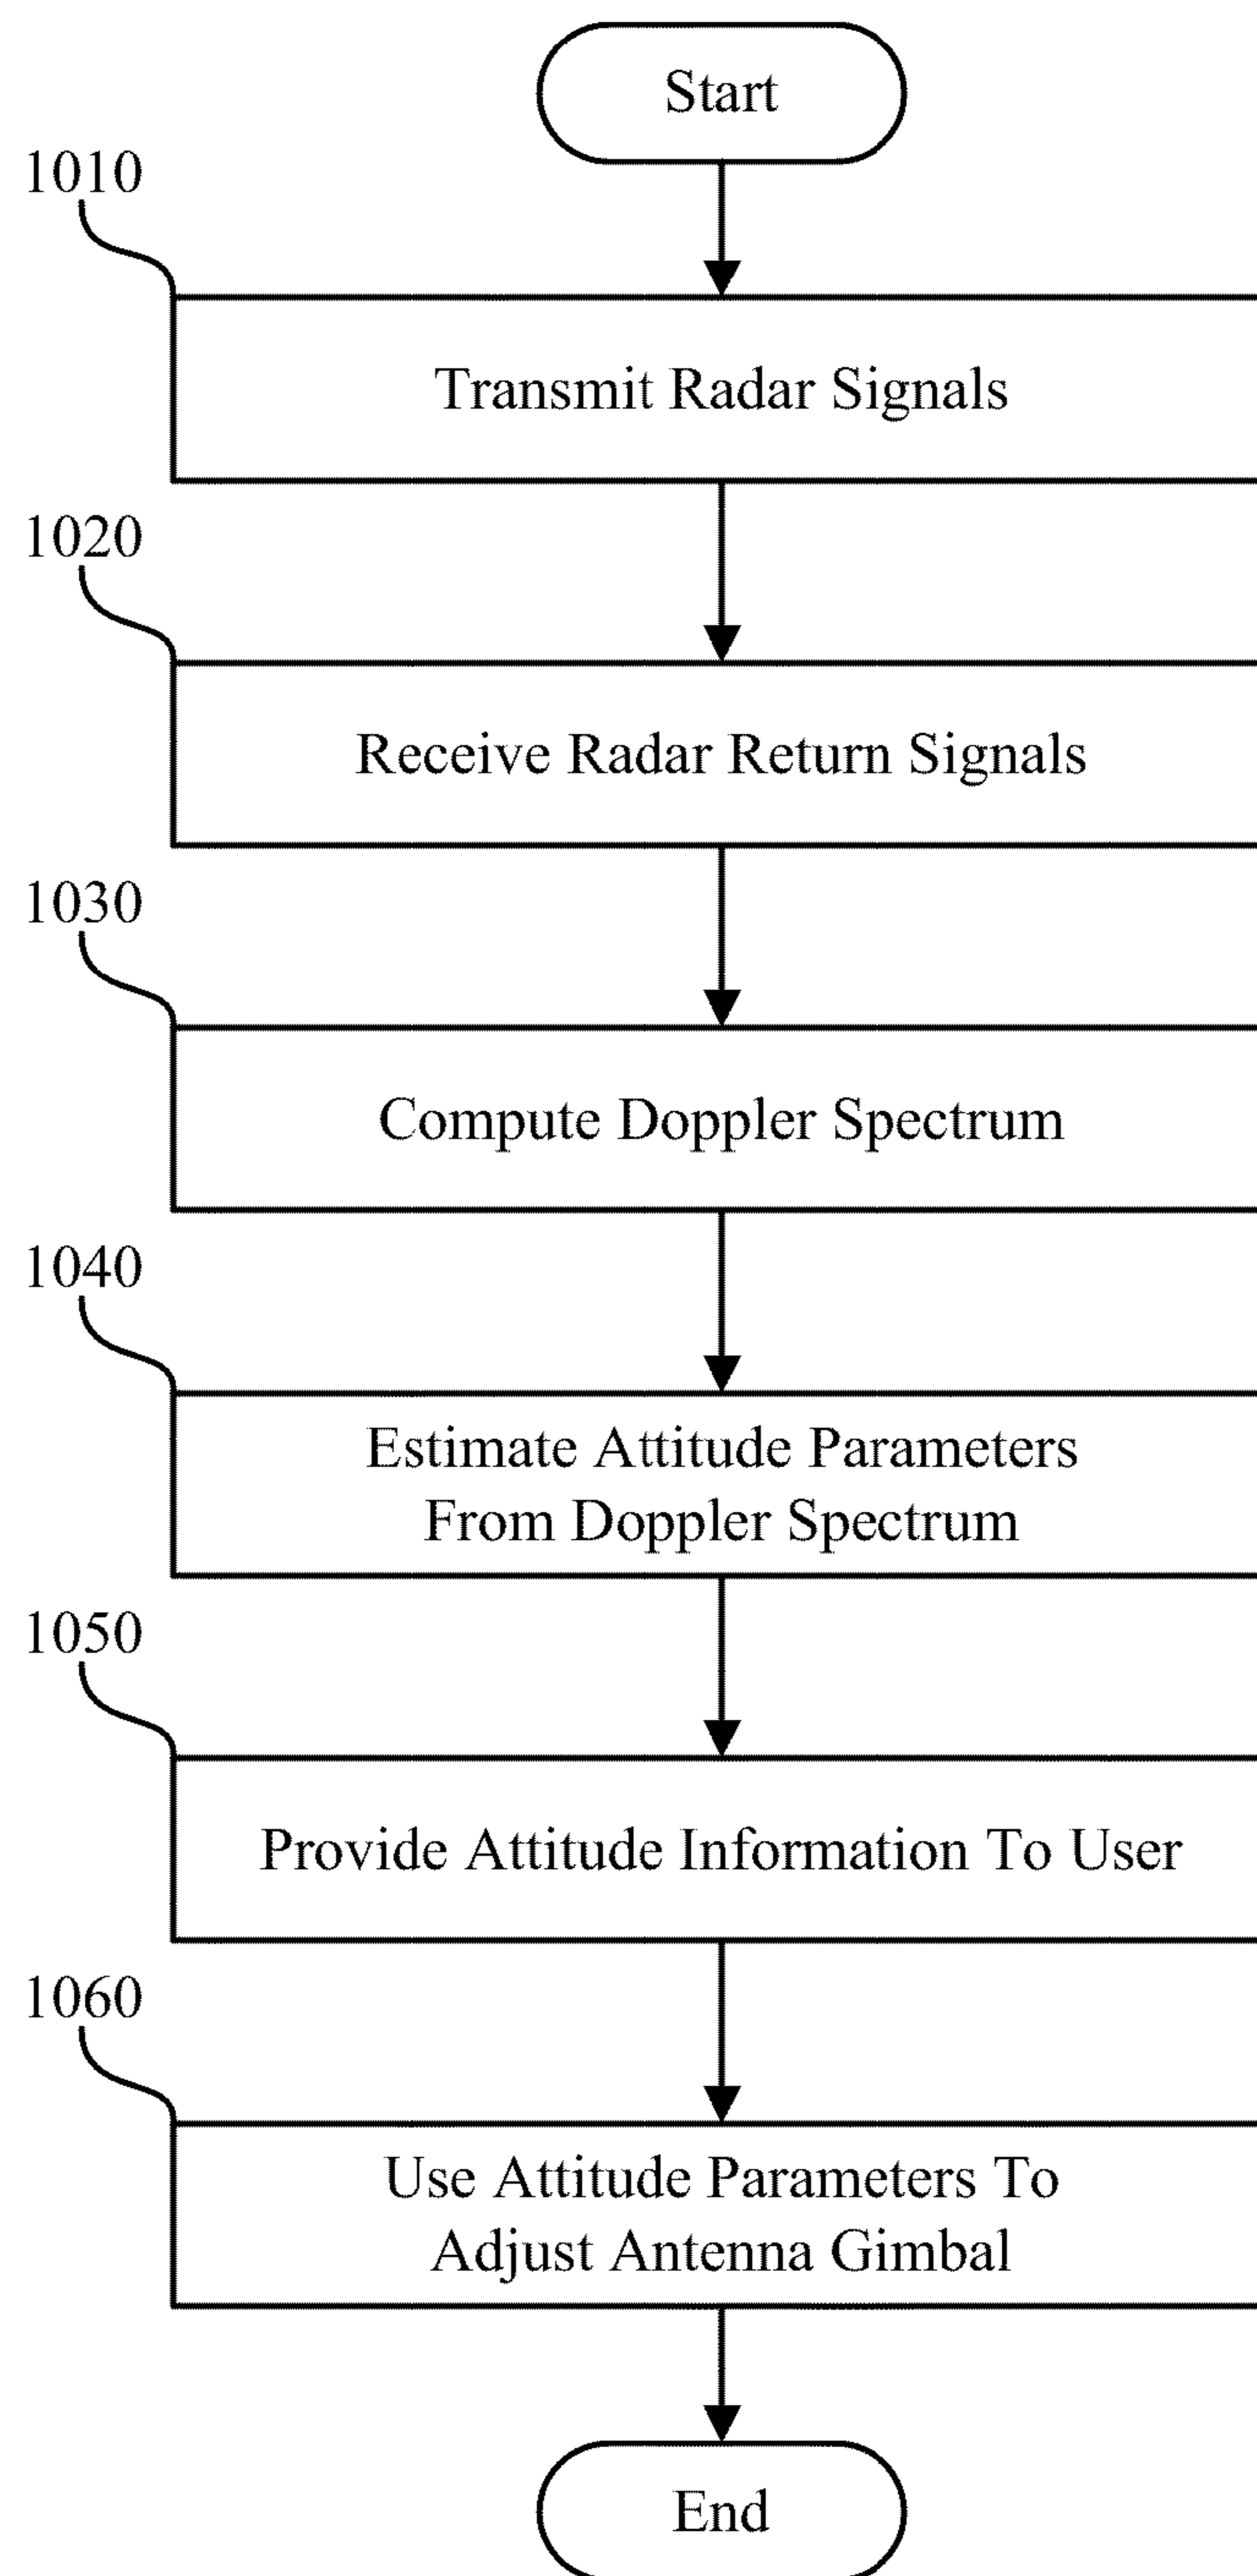 Start
1010
Transmit Radar Signals
1020
Receive Radar Return Signals
1030
Compute Doppler Spectrum
1040
Estimate Attitude Parameters
From Doppler Spectrum
1050
Provide Attitude Information To User
1060
Use Attitude Parameters To
Adjust Antenna Gimbal
End